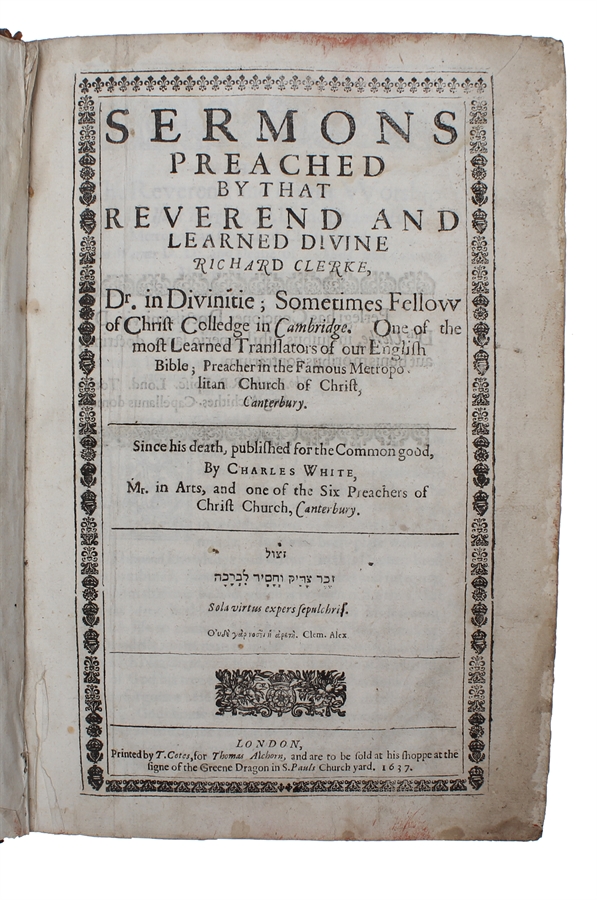 SERMONS
PREACHED
BY THAT
REVEREND AND
LEARNED DIVINE
RICHARD CLERKE,
Dr. in Divinitie; Sometimes Fellow
of Christ Colledge in Cambridge. One of the
most Learned Translators of our English
Bible; Preacher in the Famous Metropo-
litan Church of Christ,
Canterbury.
Since his death, published for the Common good,
By CHARLES WHITE,
Mr. in Arts, and one of the Six Preachers of
Christ Church, Canterbury.
זצול
זכר צדיק וחסיד לברכה
Sola virtus expers sepulchris.
Clem. Alex
LONDON,
Printed by T. Cotes, for Thomas Alchorn, and are to be sold at his shoppe at the
signe of the Greene Dragon in S. Pauls Church yard. 1637.